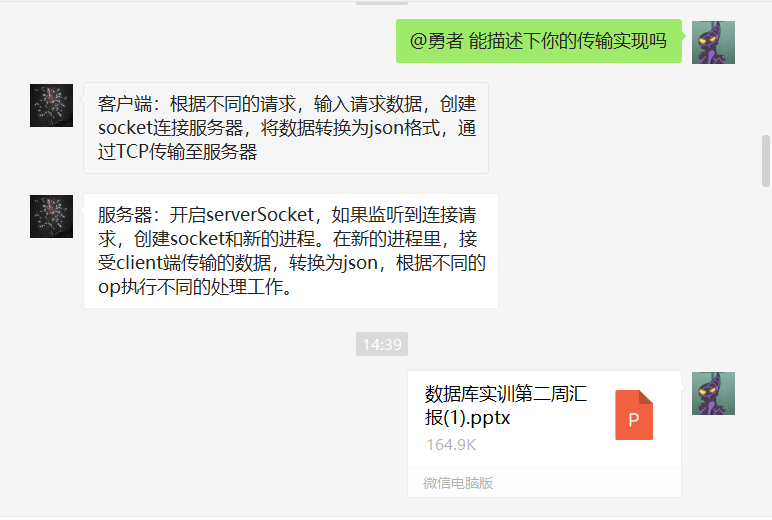 @勇者 能描述下你的传输实现吗
客户端：根据不同的请求，输入请求数据，创建
socket连接服务器，将数据转换为json格式，通
过TCP传输至服务器
服务器：开启serverSocket，如果监听到连接请
求，创建socket和新的进程。在新的进程里，接
受client端传输的数据，转换为json，根据不同的
op执行不同的处理工作。
14:39
数据库实训第二周汇
报(1).pptx
P
164.9K
微信电脑版